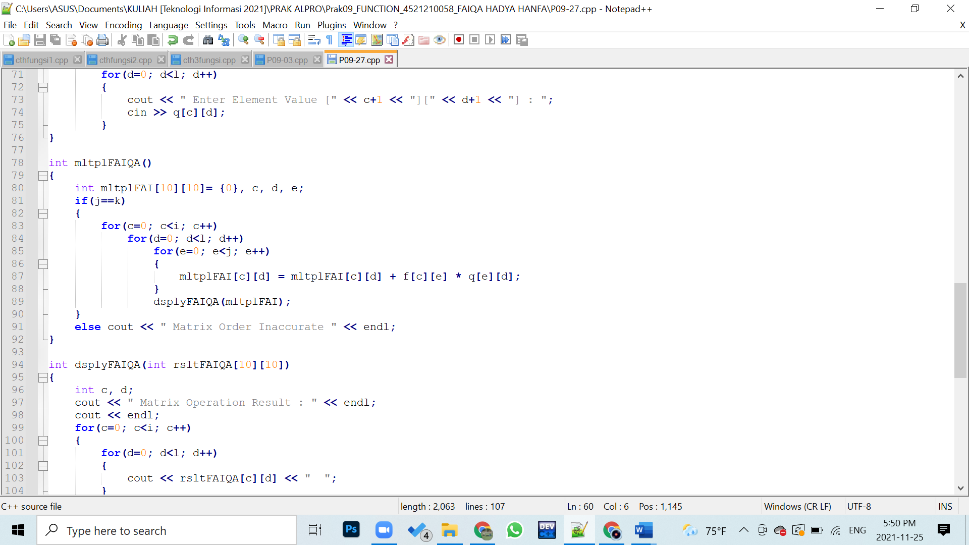 C:\Users\ASUS\Documents\KULIAH [Teknologi Informasi 2021]\PRAK ALPRO\Prak09_FUNCTION_4521210058_FAIQA HADYA HANFA\P09-27.cpp - Notepad++
File Edit Search View Encoding Language Settings Tools Macro Run Plugins Window ? X
cthfungsi1.cpp cthfungsi2.cpp cth3fungsi.cpp P09-03.cpp P09-27.cpp
71 for(d=0; d<l; d++)
72 {
73 cout << " Enter Element Value [" << c+1 << "][" << d+1 << "] : ";
74 cin >> q[c][d];
75 }
76 }
77
78 int mltplFAIQA()
79 {
80 int mltplFAI[10][10]= {0}, c, d, e;
81 if(j==k)
82 {
83 for(c=0; c<i; c++)
84 for(d=0; d<l; d++)
85 for(e=0; e<j; e++)
86 {
87 mltplFAI[c][d] = mltplFAI[c][d] + f[c][e] * q[e][d];
88 }
89 dsplyFAIQA(mltplFAI);
90 }
91 else cout << " Matrix Order Inaccurate " << endl;
92 }
93
94 int dsplyFAIQA(int rsltFAIQA[10][10])
95 {
96 int c, d;
97 cout << " Matrix Operation Result : " << endl;
98 cout << endl;
99 for(c=0; c<i; c++)
100 {
101 for(d=0; d<l; d++)
102 {
103 cout << rsltFAIQA[c][d] << "  ";
104 }
C++ source file length : 2,063 lines : 107 Ln : 60 Col : 6 Pos : 1,145 Windows (CR LF) UTF-8 INS
Type here to search Ps 4 DEV 75°F ENG 5:50 PM
2021-11-25